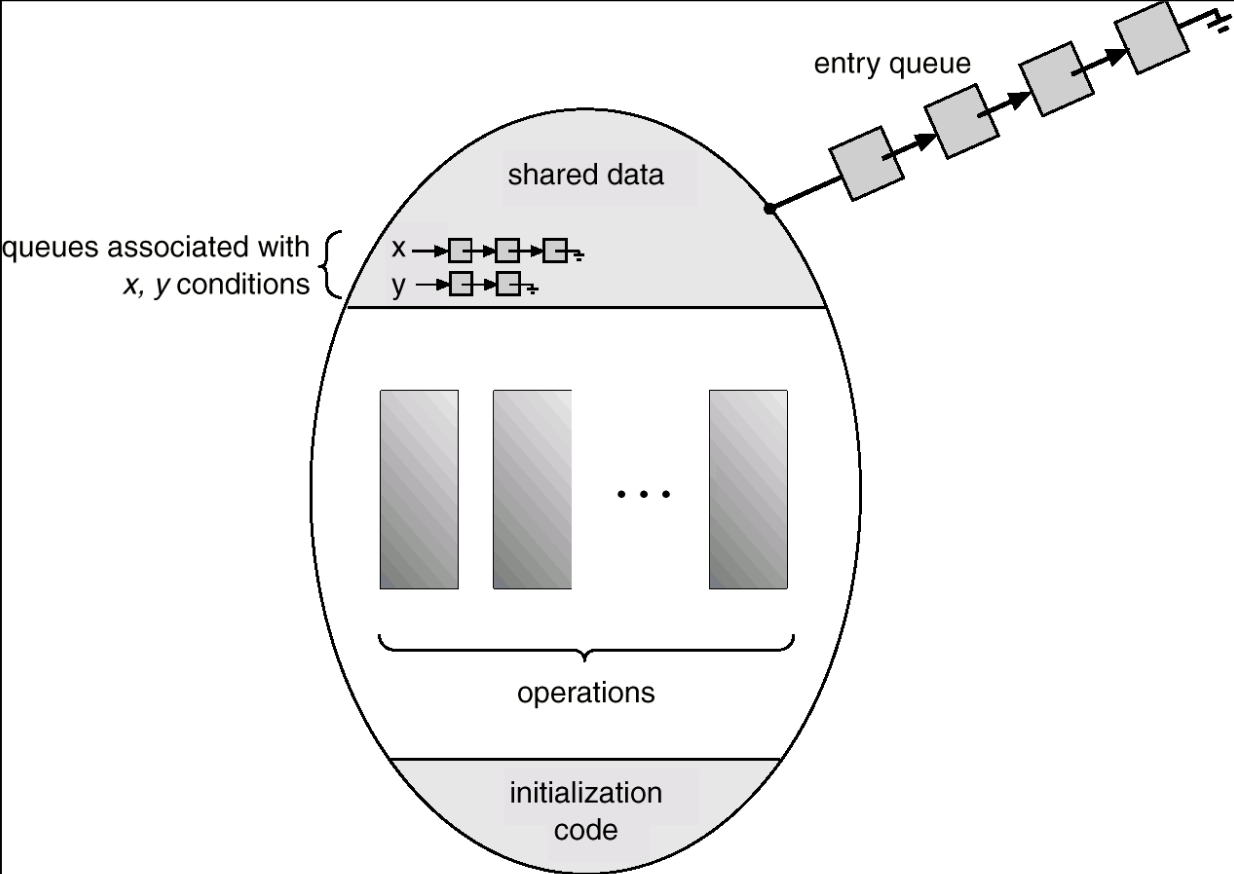 entry queue
shared data
queues associated with
x, y conditions
x
y
...
operations
initialization
code